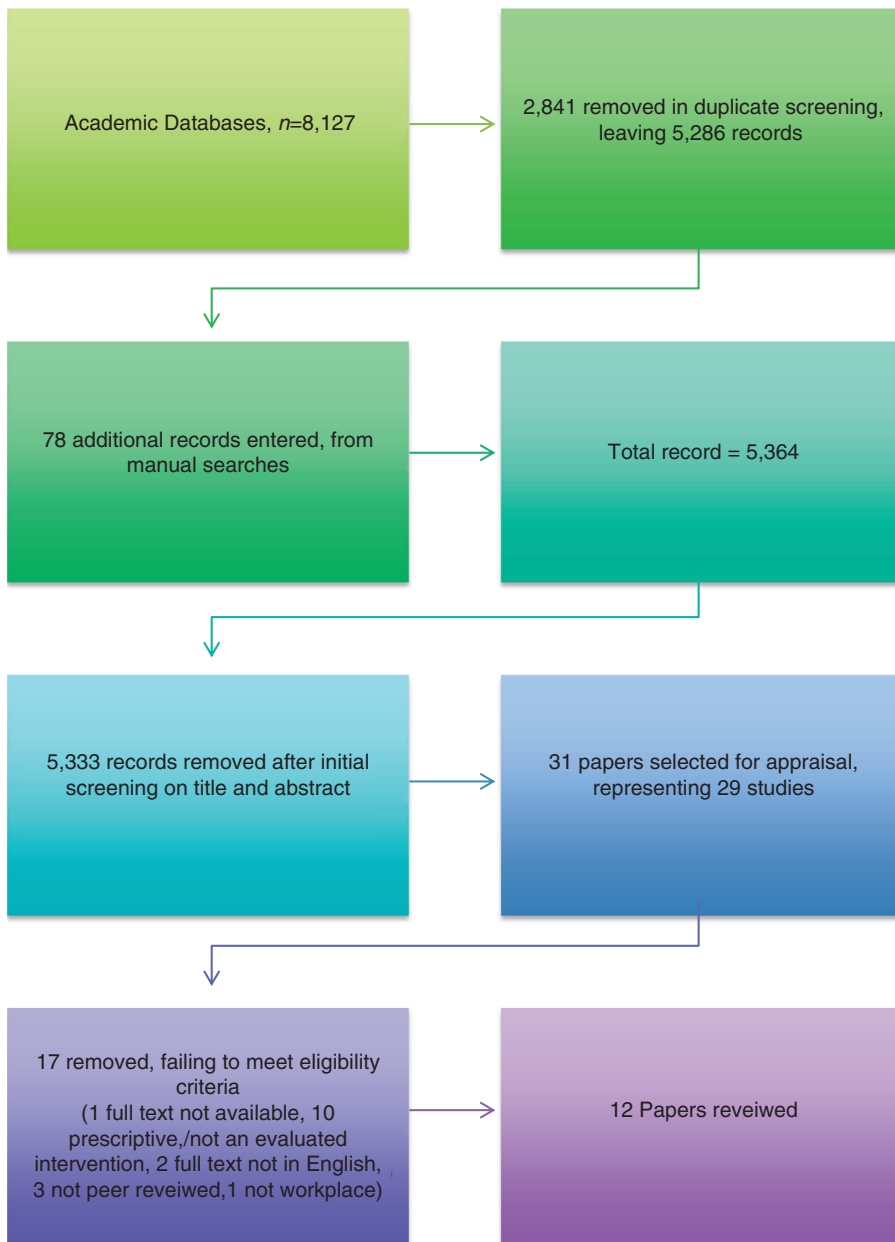 Academic Databases, n=8,127
2,841 removed in duplicate screening,
leaving 5,286 records
78 additional records entered, from
manual searches
Total record = 5,364
5,333 records removed after initial
screening on title and abstract
31 papers selected for appraisal,
representing 29 studies
17 removed, failing to meet eligibility
criteria
(1 full text not available, 10
prescriptive,/not an evaluated
intervention, 2 full text not in English,
3 not peer reveiwed,1 not workplace)
12 Papers reveiwed